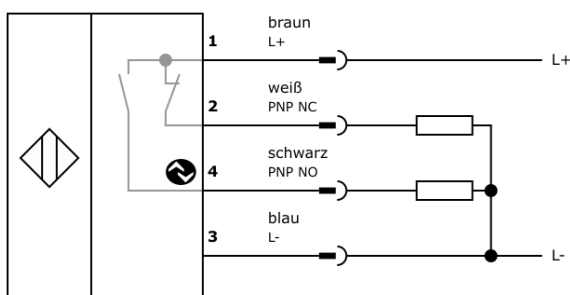 braun
1 L+ L+
weiß
2 PNP NC
schwarz
4 PNP NO
blau
3 L- L-